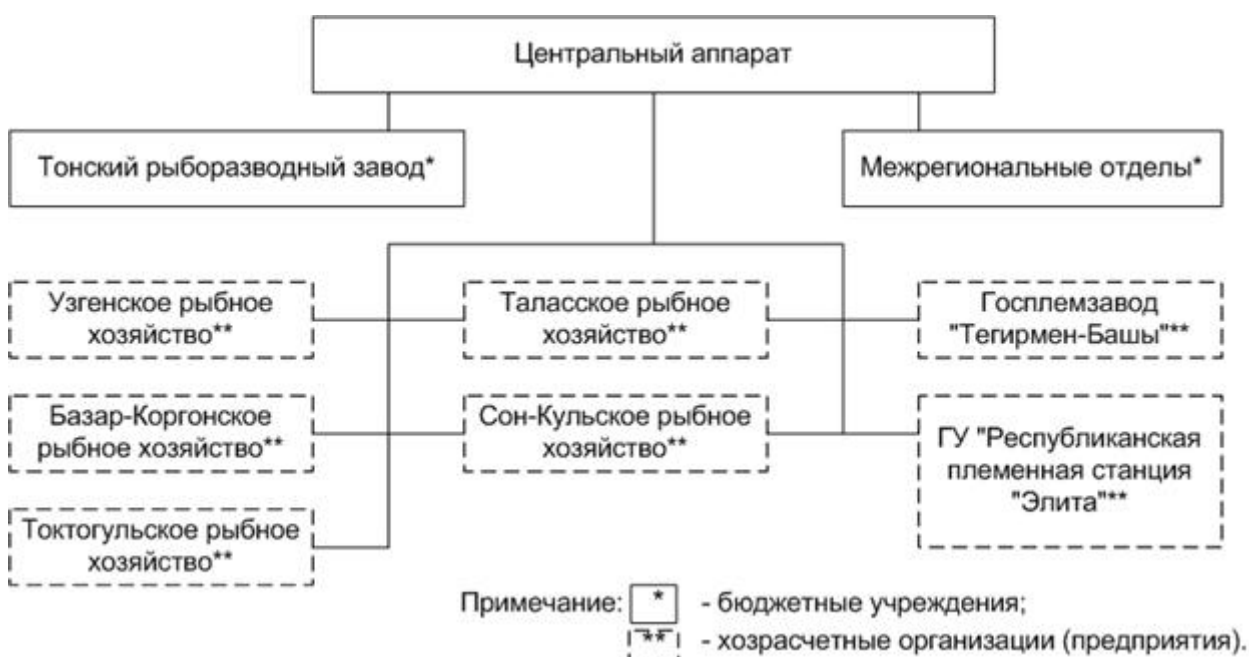 Центральный аппарат
Тонский рыборазводный завод*
Межрегиональные отделы*
Узгенское рыбное
хозяйство**
Таласское рыбное
хозяйство**
Госплемзавод
"Тегирмен-Башы"**
Базар-Коргонское
рыбное хозяйство**
Сон-Кульское рыбное
хозяйство**
ГУ "Республиканская
племенная станция
"Элита"**
Токтогульское рыбное
хозяйство**
Примечание: * - бюджетные учреждения;
** - хозрасчетные организации (предприятия).